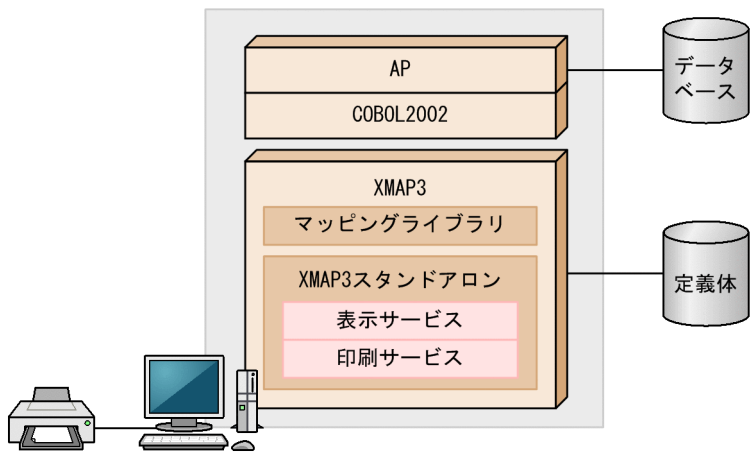 AP
COBOL2002
データ
ベース
XMAP3
マッピングライブラリ
XMAP3スタンドアロン
表示サービス
印刷サービス
定義体